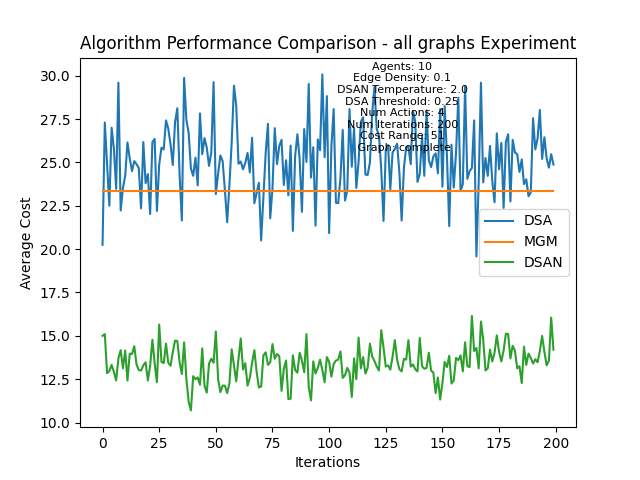 Algorithm Performance Comparison - all graphs Experiment
Agents: 10
Edge Density: 0.1
DSAN Temperature: 2.0
DSA Threshold: 0.25
Num Actions: 4
Num Iterations: 200
Cost Range: 51
Graph: complete
30.0
27.5
25.0
22.5
20.0
17.5
15.0
12.5
10.0
Average Cost
DSA
MGM
DSAN
0
25
50
75
100
125
150
175
200
Iterations